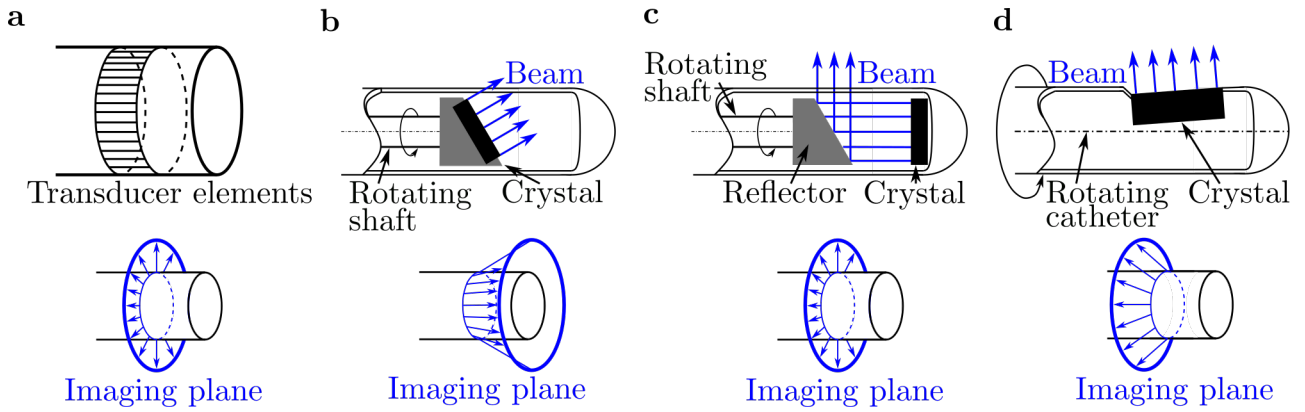 a
Transducer elements
Imaging plane
b
Beam
Rotating
shaft
Crystal
Imaging plane
c
Rotating
shaft
Beam
Reflector
Crystal
Imaging plane
d
Beam
Rotating
catheter
Crystal
Imaging plane